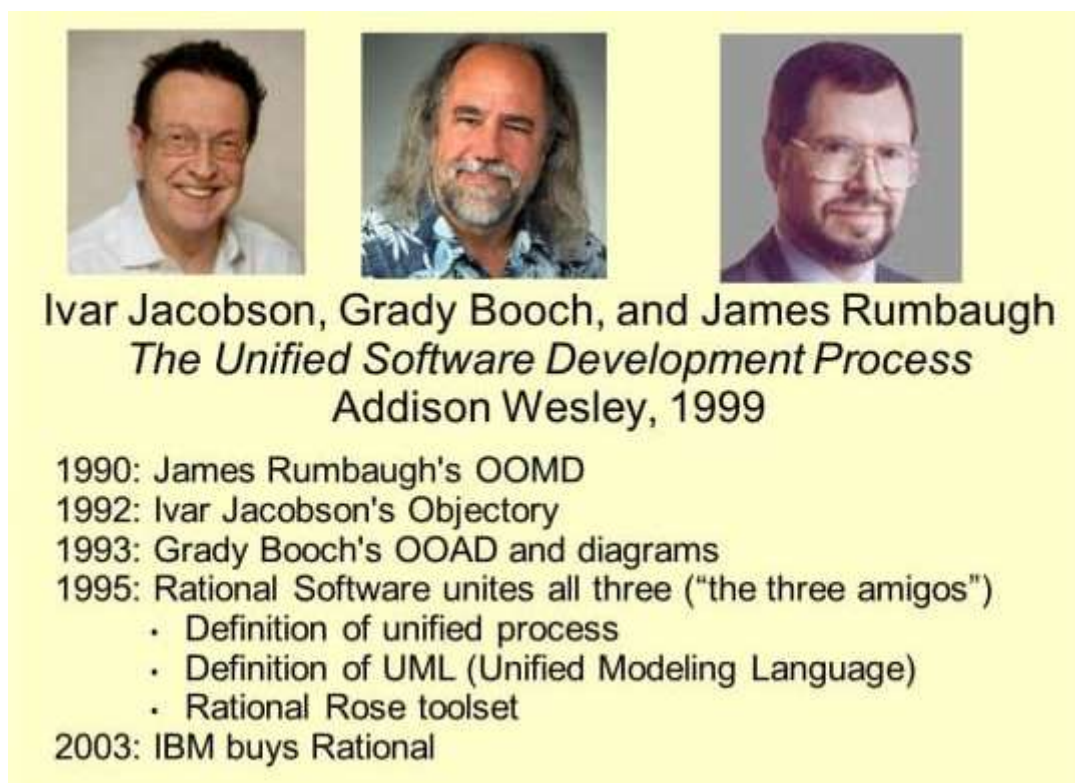 Ivar Jacobson, Grady Booch, and James Rumbaugh
The Unified Software Development Process
Addison Wesley, 1999
1990: James Rumbaugh's OOMD
1992: Ivar Jacobson's Objectory
1993: Grady Booch's OOAD and diagrams
1995: Rational Software unites all three (“the three amigos”)
• Definition of unified process
• Definition of UML (Unified Modeling Language)
• Rational Rose toolset
2003: IBM buys Rational